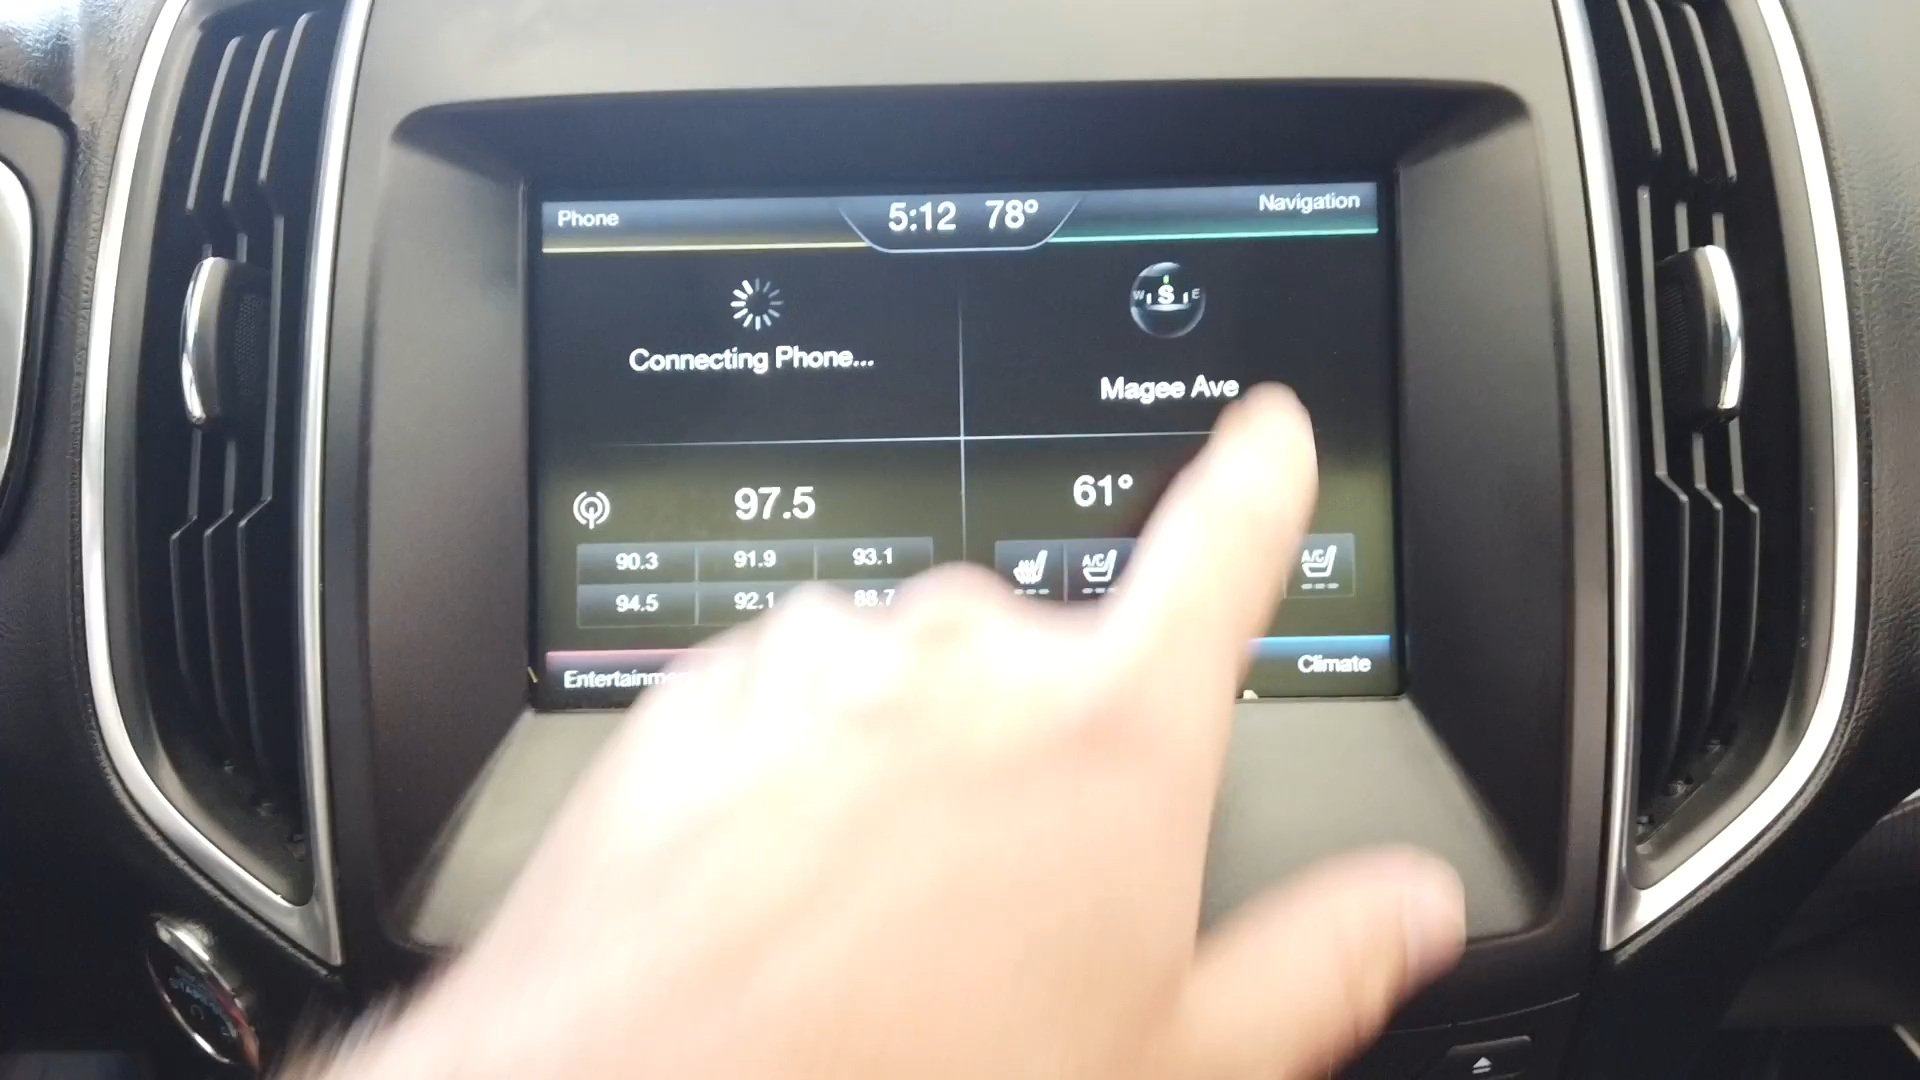 Phone
5:12 78°
Navigation
W S E
Connecting Phone...
Magee Ave
97.5
61°
90.3 91.9 93.1
94.5 92.1 88.7
A/C
A/C
Climate